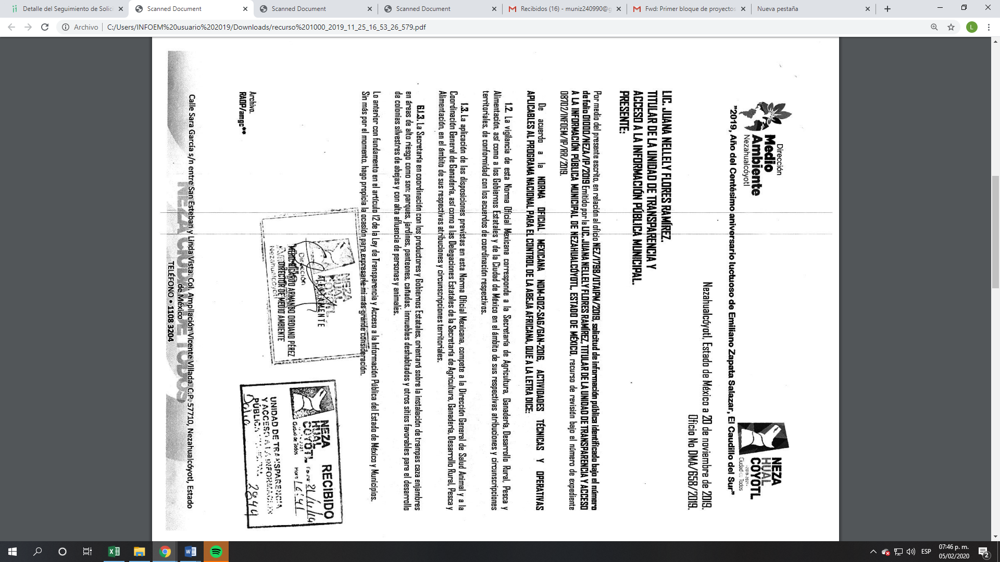 Detalle del Seguimiento de Solici
Scanned Document
Scanned Document
Scanned Document
Recibidos (16) - muniz240990@g
Fwd: Primer bloque de proyectos
Nueva pestaña
Archivo
C:/Users/INFOEM%20usuario%202019/Downloads/recurso%201000_2019_11_25_16_53_26_579.pdf
L
Dirección
Medio
Ambiente
Nezahualcóyotl
NEZA
HUAL
COYÓTL
-2019-2021-
Ciudad de Todos
"2019, Año del Centésimo aniversario luctuoso de Emiliano Zapata Salazar, El Caudillo del Sur"
Nezahualcóyotl, Estado de México a 20 de noviembre de 2019.
Oficio No DMA/658/2019.
LIC. JUANA NELLELY FLORES RAMÍREZ.
TITULAR DE LA UNIDAD DE TRANSPARENCIA Y
ACCESO A LA INFORMACIÓN PÚBLICA MUNICIPAL.
PRESENTE:
Por medio del presente escrito, en relación al oficio NEZ/1798/UTAIPM/2019, solicitud de información pública identificado bajo el número
de folio 01000/NEZA/IP/2019 Emitido por la LIC. JUANA NELLELY FLORES RAMÍREZ, TITULAR DE LA UNIDAD DE TRANSPARENCIA Y ACCESO
A LA INFORMACIÓN PÚBLICA MUNICIPAL DE NEZAHUALCÓYOTL ESTADO DE MÉXICO, recurso de revisión bajo el número de expediente
08702/INFOEM/IP/RR/2019.
De acuerdo a la NORMA OFICIAL MEXICANA NOM-002-SAG/GAN-2016, ACTIVIDADES TÉCNICAS Y OPERATIVAS
APLICABLES AL PROGRAMA NACIONAL PARA EL CONTROL DE LA ABEJA AFRICANA, QUE A LA LETRA DICE:
1.2. La vigilancia de esta Norma Oficial Mexicana corresponde a la Secretaría de Agricultura, Ganadería, Desarrollo Rural, Pesca y
Alimentación, así como a los Gobiernos Estatales y de la Ciudad de México en el ámbito de sus respectivas atribuciones y circunscripciones
territoriales, de conformidad con los acuerdos de coordinación respectivos.
1.3. La aplicación de las disposiciones previstas en esta Norma Oficial Mexicana, compete a la Dirección General de Salud Animal y a la
Coordinación General de Ganadería, así como a las Delegaciones Estatales de la Secretaría de Agricultura, Ganadería, Desarrollo Rural, Pesca y
Alimentación, en el ámbito de sus respectivas atribuciones y circunscripciones territoriales.
6.1.3. La Secretaría en coordinación con los productores y Gobiernos Estatales, orientará sobre la instalación de trampas caza enjambres
en áreas de alto riesgo como son: parques, jardines, panteones, cañadas, inmuebles deshabitados y otros sitios favorables para el desarrollo
de colonias silvestres de abejas y con alta afluencia de personas y animales.
Lo anterior con fundamento en el artículo 12 de la Ley de Transparencia y Acceso a la Información Pública del Estado de México y Municipios.
Sin más por el momento, hago propicia la ocasión para expresarle mi más grande consideración.
ATENTAMENTE
RICARDO ARMANDO ORDIANO PÉREZ
DIRECTOR DE MEDIO AMBIENTE
NEZA
HUAL
COYÓTL
Dirección
Nezahualcóyotl
NEZA
HUAL
COYÓTL
Ciudad de Todos
RECIBIDO
Fecha: 21/11/19
Hora: 16:41
UNIDAD DE TRANSPARENCIA
Y ACCESO A LA INFORMACIÓN
PÚBLICA
2844
Archivo.
RAOP/amgc**
NEZA CIUDAD DE TODOS
Calle Sara García s/n entre San Esteban y Linda Vista. Col. Ampliación Vicente Villada. C.P. 57710, Nezahualcóyotl, Estado
de México
TELÉFONO • 1108 3204
ESP
07:46 p. m.
05/02/2020
2